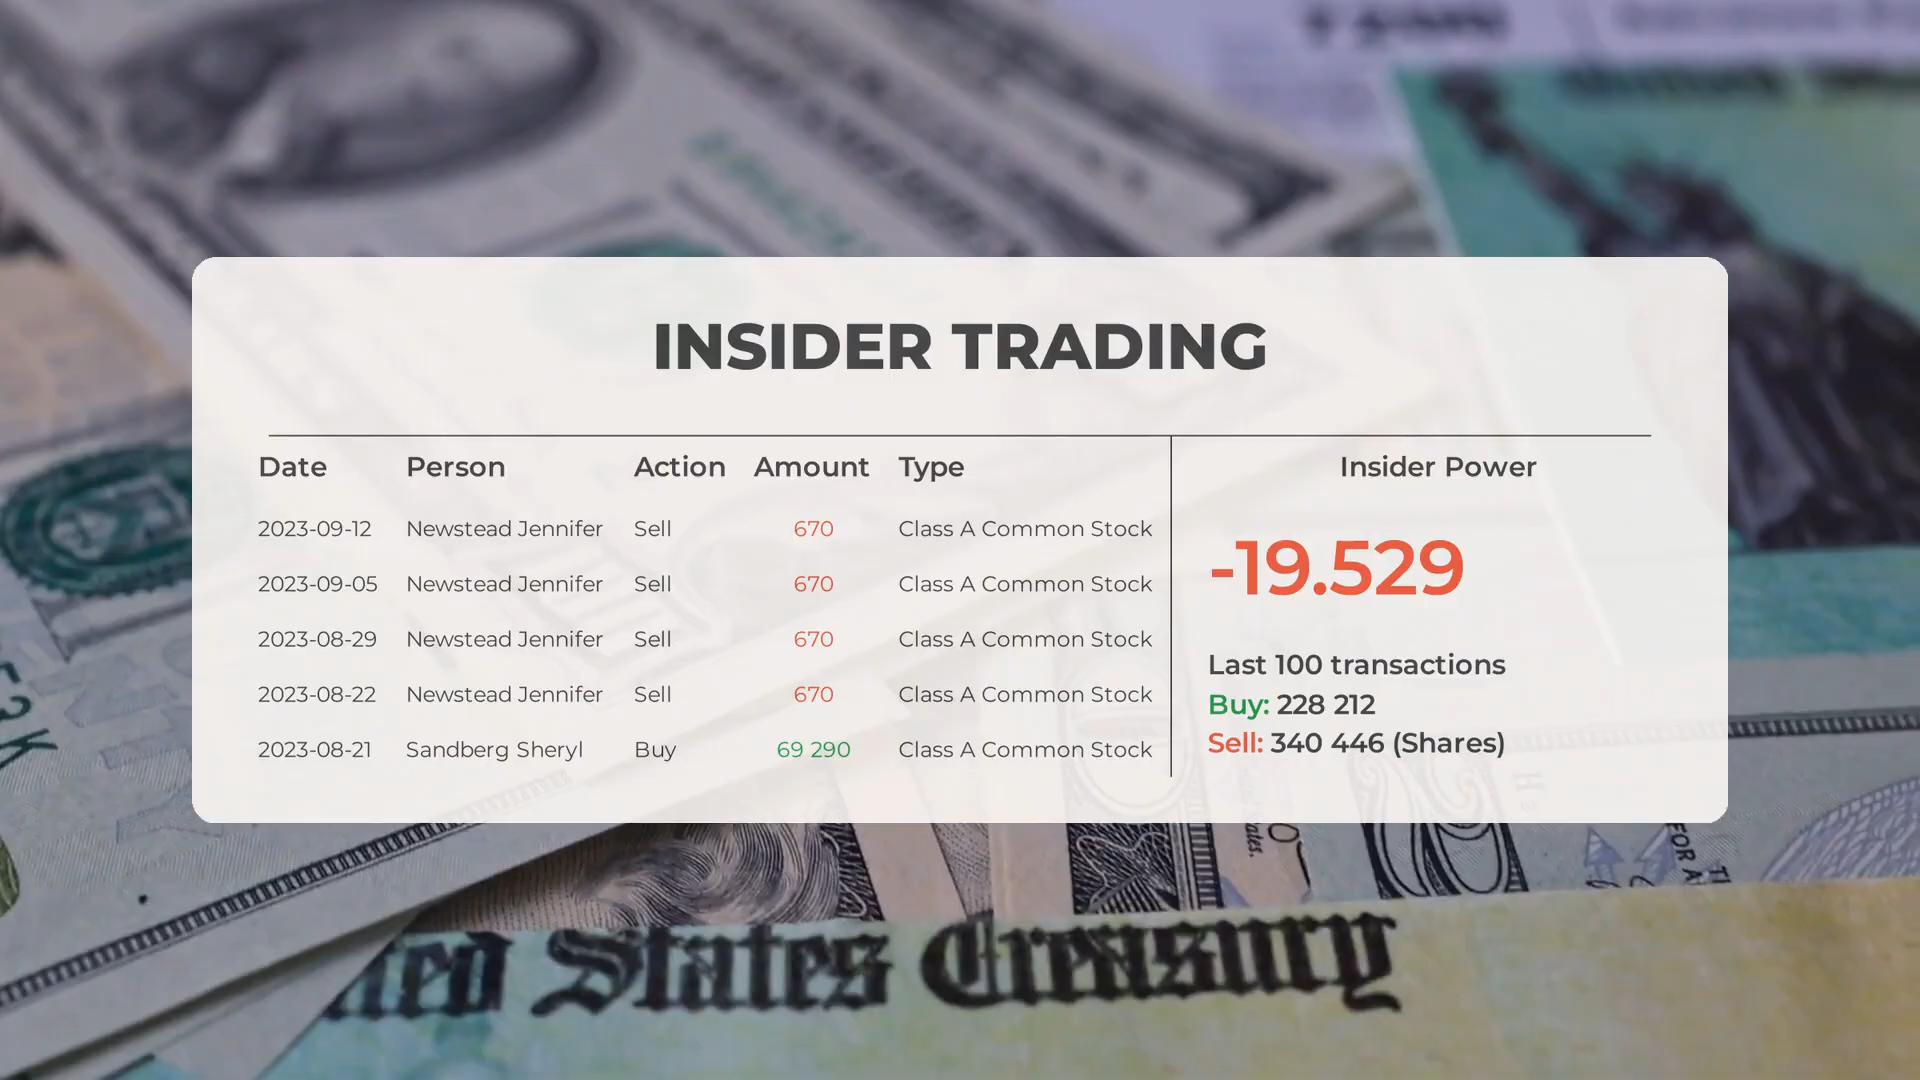 INSIDER TRADING
Date Person Action Amount Type
2023-09-12 Newstead Jennifer Sell 670 Class A Common Stock
2023-09-05 Newstead Jennifer Sell 670 Class A Common Stock
2023-08-29 Newstead Jennifer Sell 670 Class A Common Stock
2023-08-22 Newstead Jennifer Sell 670 Class A Common Stock
2023-08-21 Sandberg Sheryl Buy 69 290 Class A Common Stock
Insider Power
-19.529
Last 100 transactions
Buy: 228 212
Sell: 340 446 (Shares)
States Treasury